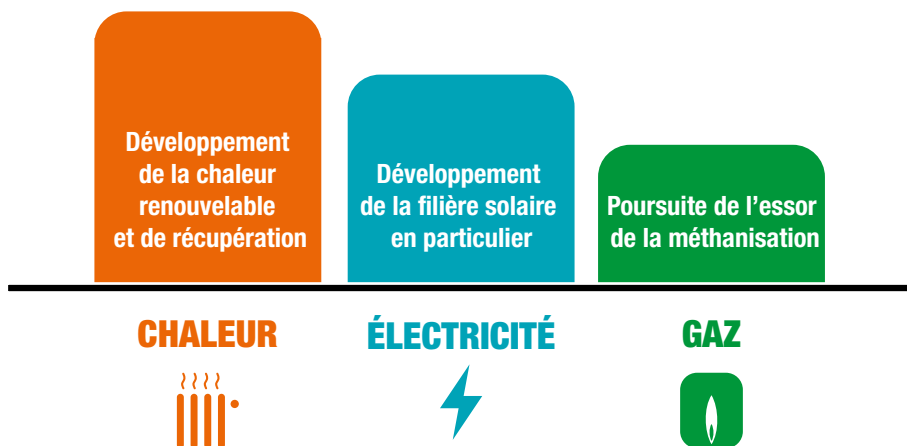 Développement
de la chaleur
renouvelable
et de récupération
Développement
de la filière solaire
en particulier
Poursuite de l’essor
de la méthanisation
CHALEUR
ÉLECTRICITÉ
GAZ